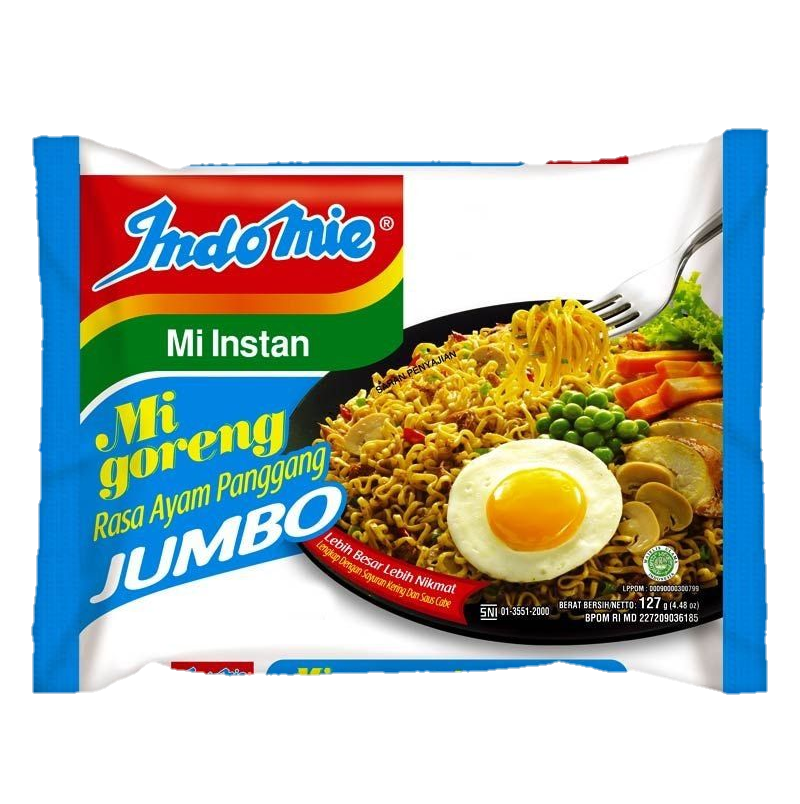 Indomie®
Mi Instan
Mi
goreng
Rasa Ayam Panggang
JUMBO
SARAN PENYAJIAN
Lebih Besar Lebih Nikmat
Lengkap Dengan Sayuran Kering Dan Saus Cabe
SNI 01-3551-2000
HALAL
INDONESIA
LPPOM : 00090000300799
BERAT BERSIH/NETTO: 127 g (4.48 oz)
BPOM RI MD 227209036185